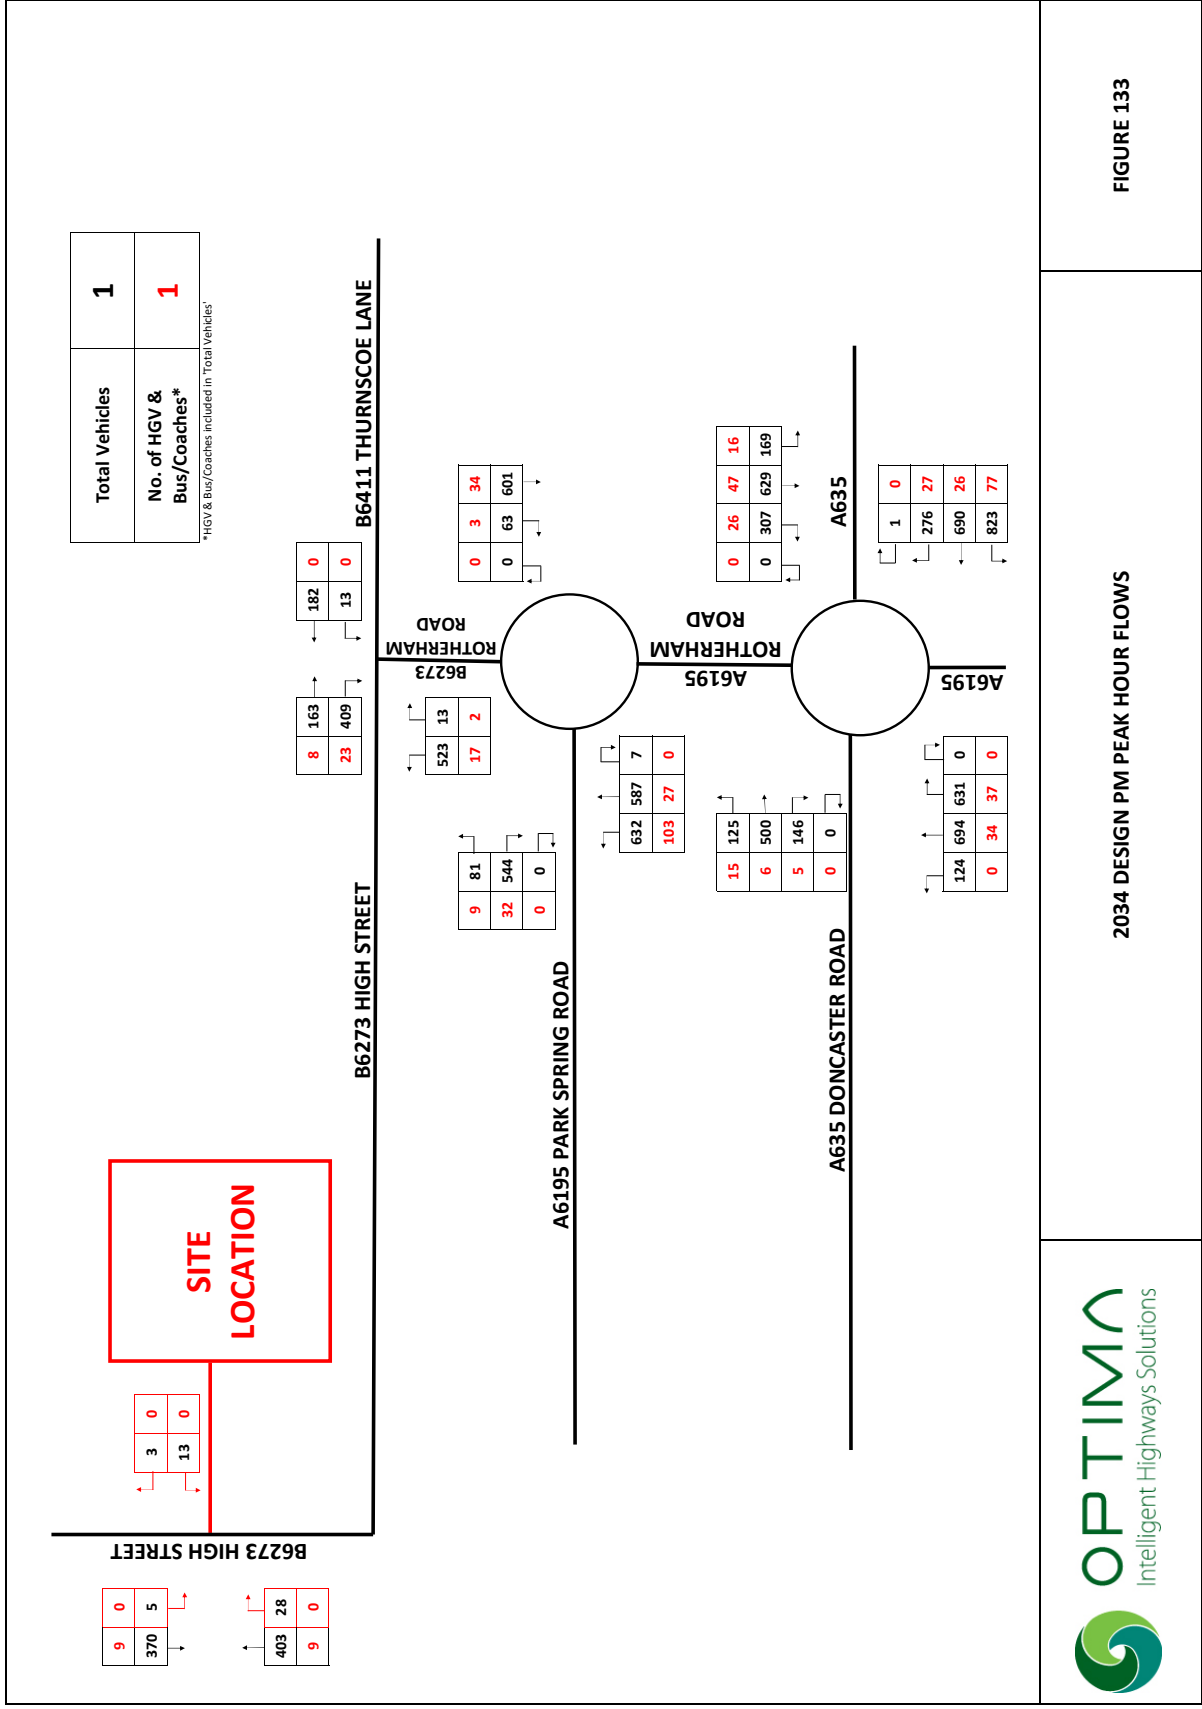 Total Vehicles 1
No. of HGV & Bus/Coaches* 1
*HGV & Bus/Coaches included in 'Total Vehicles'
9 0
370 5
403 28
9 0
B6273 HIGH STREET
3 0
13 0
SITE
LOCATION
B6273 HIGH STREET
B6411 THURNSCOE LANE
8 163
23 409
182 0
13 0
523 13
17 2
B6273
ROTHERHAM
ROAD
0 3 34
0 63 601
9 81
32 544
0 0
A6195 PARK SPRING ROAD
632 587 7
103 27 0
A6195
ROTHERHAM
ROAD
0 26 47 16
0 307 629 169
15 125
6 500
5 146
0 0
A635 DONCASTER ROAD
A635
1 0
276 27
690 26
823 77
124 694 631 0
0 34 37 0
A6195
OPTIMA
Intelligent Highways Solutions
2034 DESIGN PM PEAK HOUR FLOWS
FIGURE 133